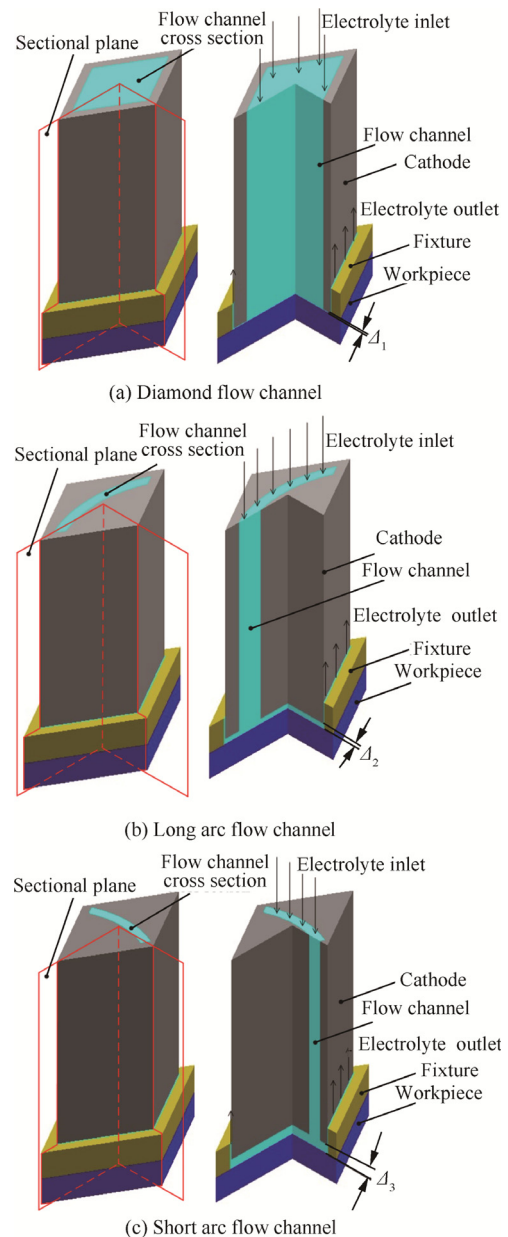 Flow channel
cross section
Electrolyte inlet
Sectional plane
Flow channel
Cathode
Electrolyte outlet
Fixture
Workpiece
Δ1
(a) Diamond flow channel
Flow channel
cross section
Electrolyte inlet
Sectional plane
Cathode
Flow channel
Electrolyte outlet
Fixture
Workpiece
Δ2
(b) Long arc flow channel
Flow channel
cross section
Electrolyte inlet
Sectional plane
Cathode
Flow channel
Electrolyte outlet
Fixture
Workpiece
Δ3
(c) Short arc flow channel